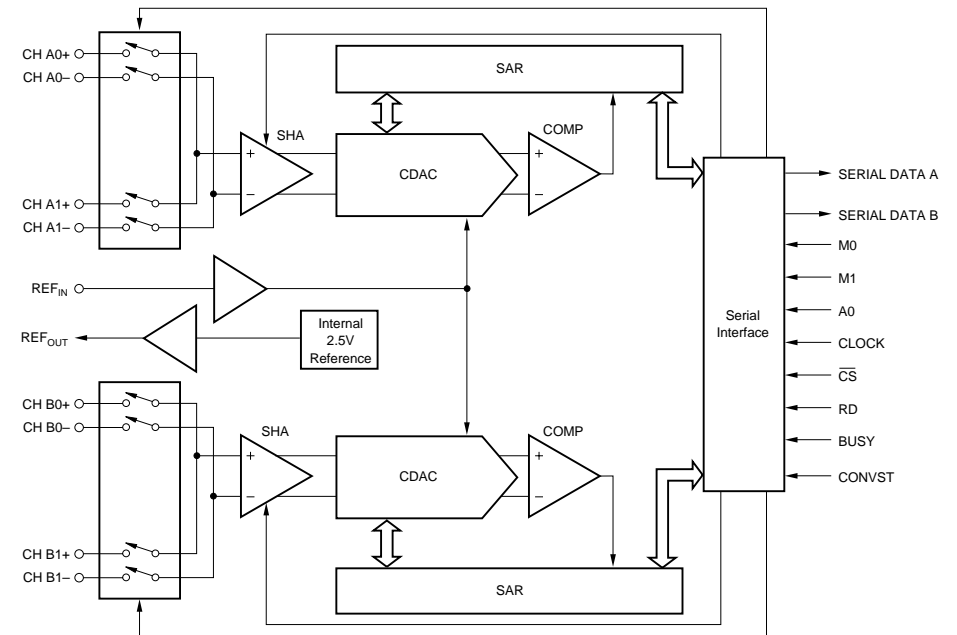 CH A0+
CH A0–
SAR
SHA
COMP
+
–
CDAC
+
–
CH A1+
CH A1–
REFIN
REFOUT
Internal
2.5V
Reference
Serial
Interface
SERIAL DATA A
SERIAL DATA B
M0
M1
A0
CLOCK
CS
RD
BUSY
CONVST
CH B0+
CH B0–
SHA
COMP
+
–
CDAC
+
–
CH B1+
CH B1–
SAR